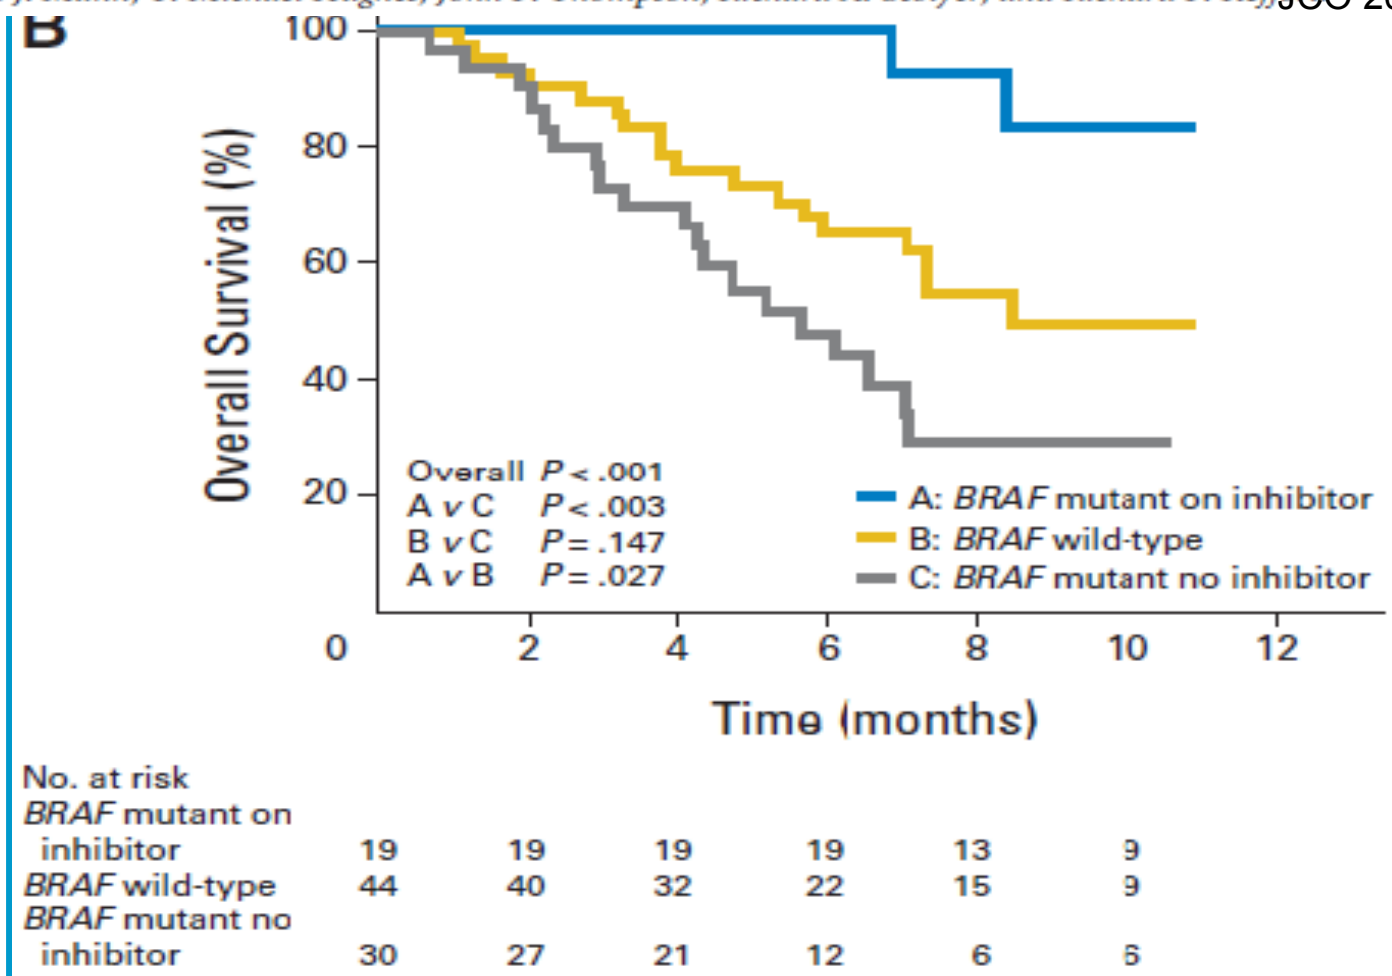 JCO
B
100
80
60
40
20
Overall Survival (%)
Overall P < .001
A v C P < .003
B v C P = .147
A v B P = .027
A: BRAF mutant on inhibitor
B: BRAF wild-type
C: BRAF mutant no inhibitor
0 2 4 6 8 10 12
Time (months)
No. at risk
BRAF mutant on
inhibitor 19 19 19 19 13 9
BRAF wild-type 44 40 32 22 15 9
BRAF mutant no
inhibitor 30 27 21 12 6 6